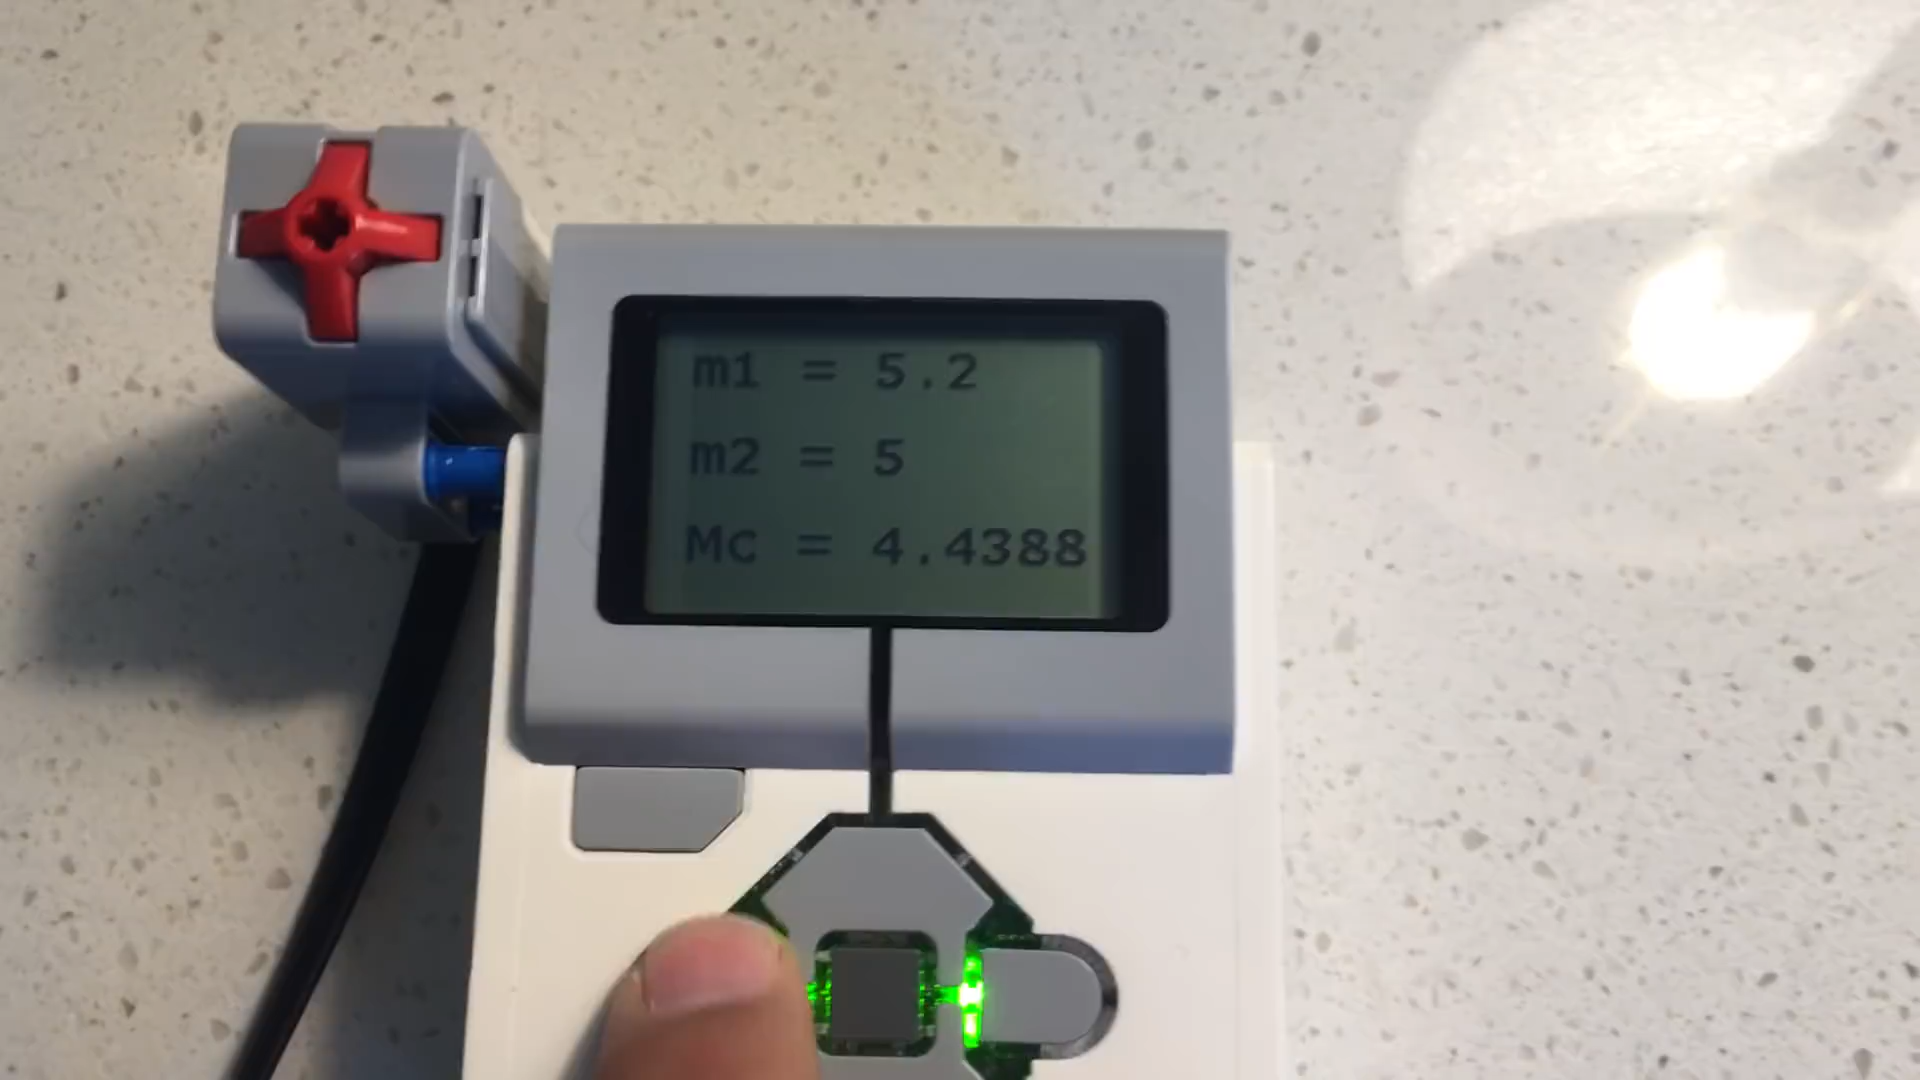 m1 = 5.2
m2 = 5
Mc = 4.4388